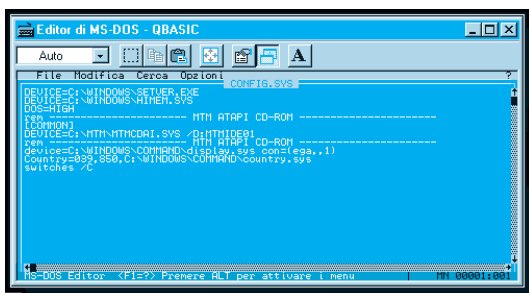 Editor di MS-DOS - QBASIC
Auto
A
File Modifica Cerca Opzioni ?
CONFIG.SYS
DEVICE=C:\WINDOWS\SETVER.EXE
DEVICE=C:\WINDOWS\HIMEM.SYS
DOS=HIGH
rem ---------------------- MTM ATAPI CD-ROM ----------------------
[COMMON]
DEVICE=C:\MTM\MTMCDAI.SYS /D:MTMIDE01
rem ---------------------- MTM ATAPI CD-ROM ----------------------
device=C:\WINDOWS\COMMAND\display.sys con=(ega,,1)
Country=039,850,C:\WINDOWS\COMMAND\country.sys
switches /C
MS-DOS Editor <F1=?> Premere ALT per attivare i menu | MN 00001:001